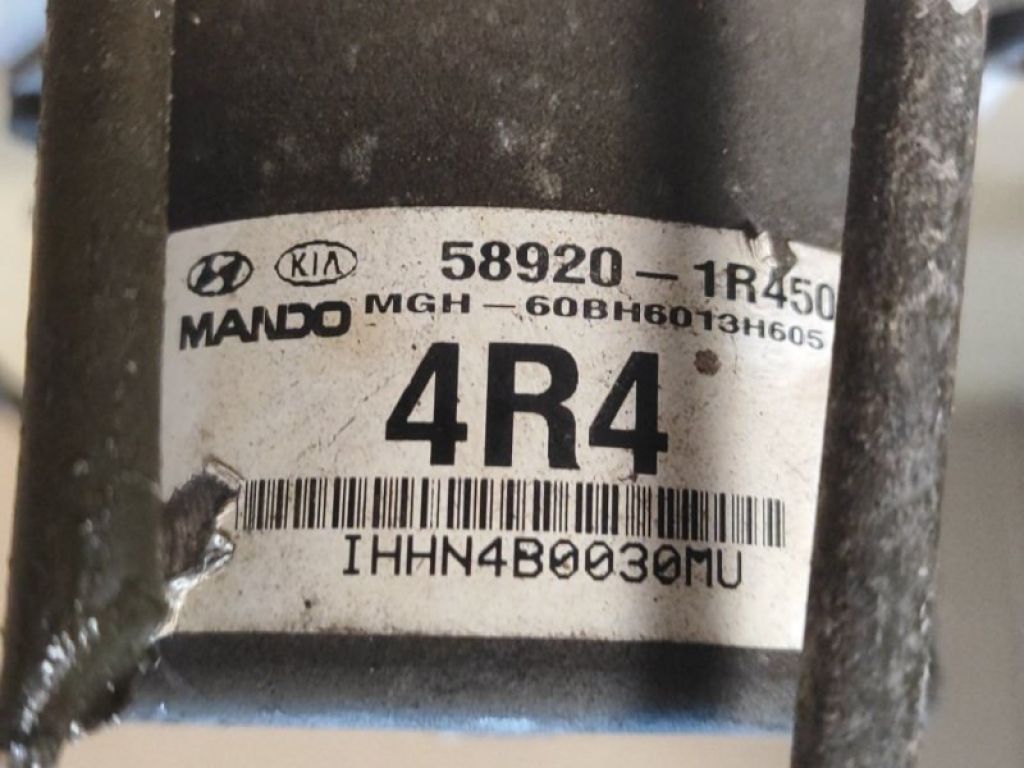 KIA 58920-1R450
MANDO MGH-60BH6013H605
4R4
IHHN4B0030MU